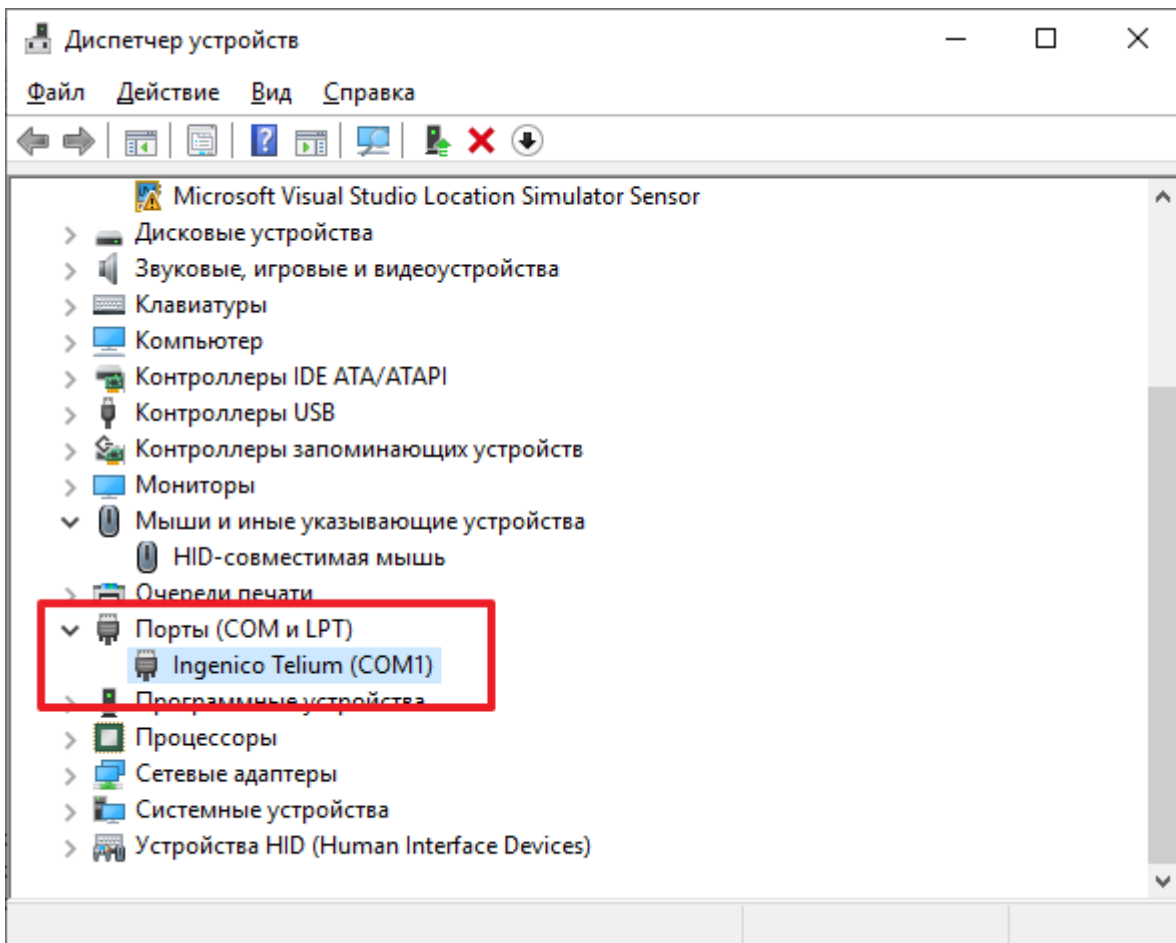 Диспетчер устройств
Файл Действие Вид Справка
Microsoft Visual Studio Location Simulator Sensor
Дисковые устройства
Звуковые, игровые и видеоустройства
Клавиатуры
Компьютер
Контроллеры IDE ATA/ATAPI
Контроллеры USB
Контроллеры запоминающих устройств
Мониторы
Мыши и иные указывающие устройства
HID-совместимая мышь
Очереди печати
Порты (COM и LPT)
Ingenico Telium (COM1)
Программные устройства
Процессоры
Сетевые адаптеры
Системные устройства
Устройства HID (Human Interface Devices)